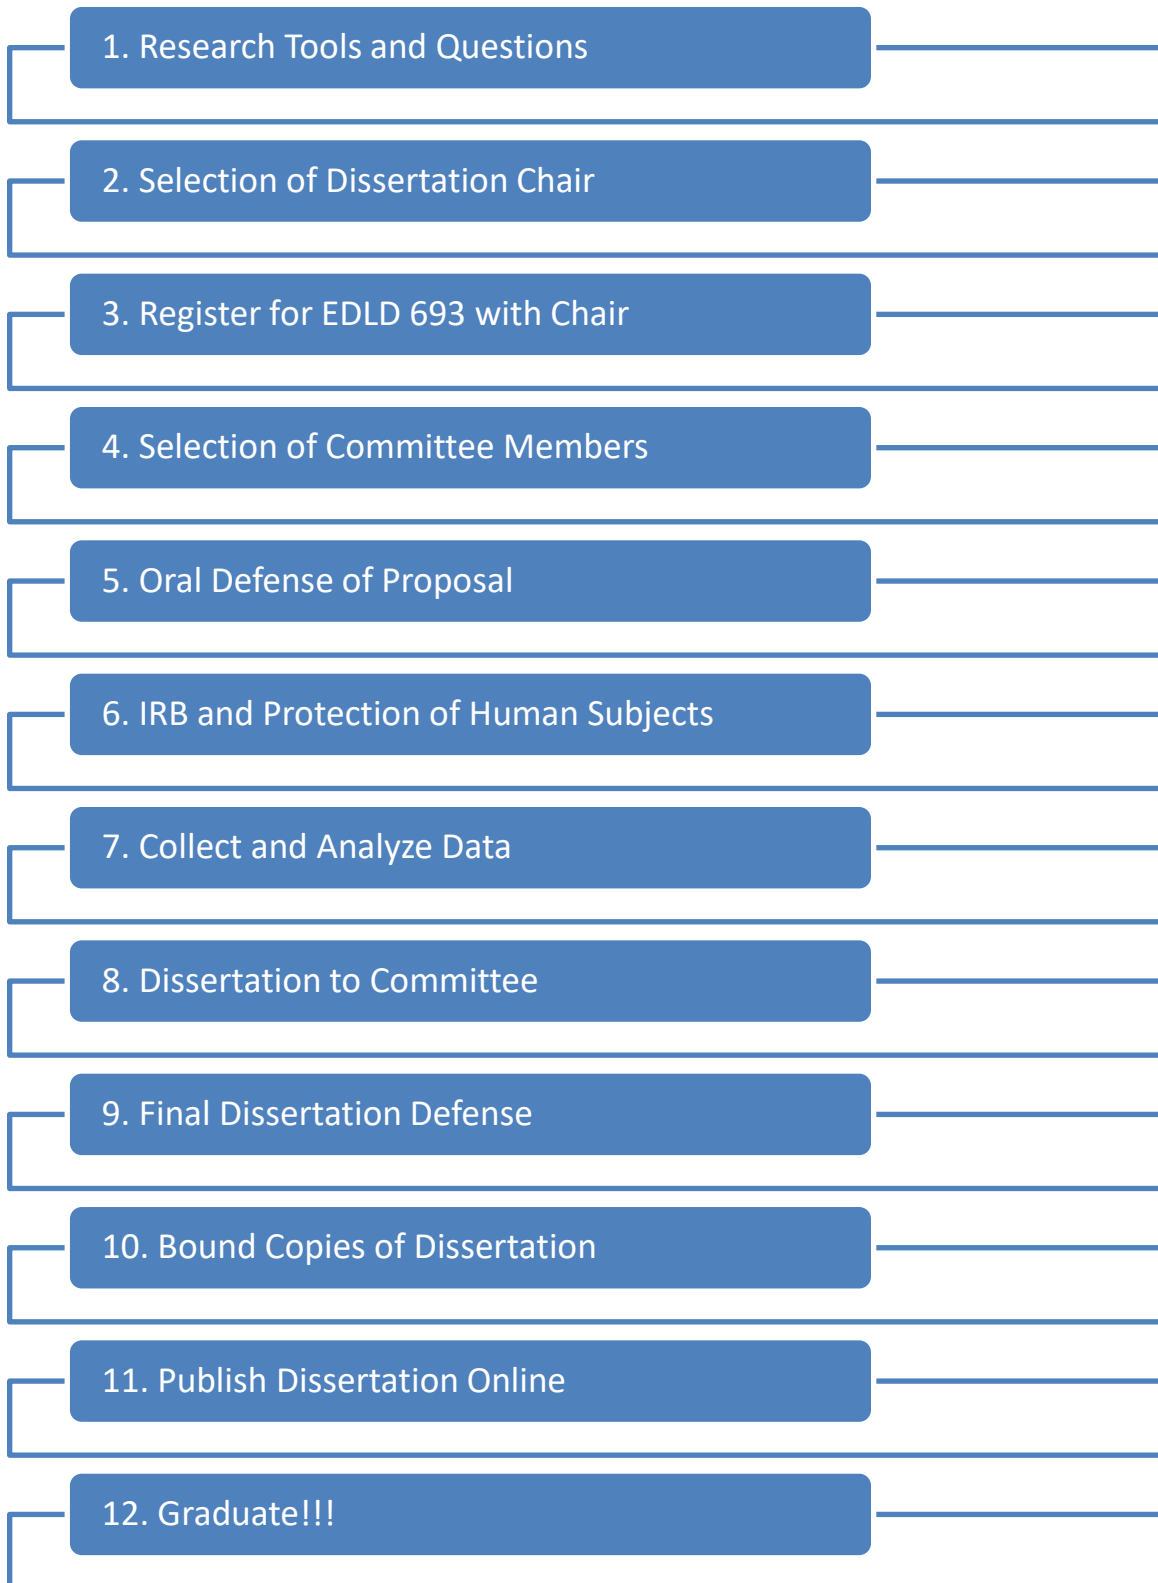 1. Research Tools and Questions
2. Selection of Dissertation Chair
3. Register for EDLD 693 with Chair
4. Selection of Committee Members
5. Oral Defense of Proposal
6. IRB and Protection of Human Subjects
7. Collect and Analyze Data
8. Dissertation to Committee
9. Final Dissertation Defense
10. Bound Copies of Dissertation
11. Publish Dissertation Online
12. Graduate!!!